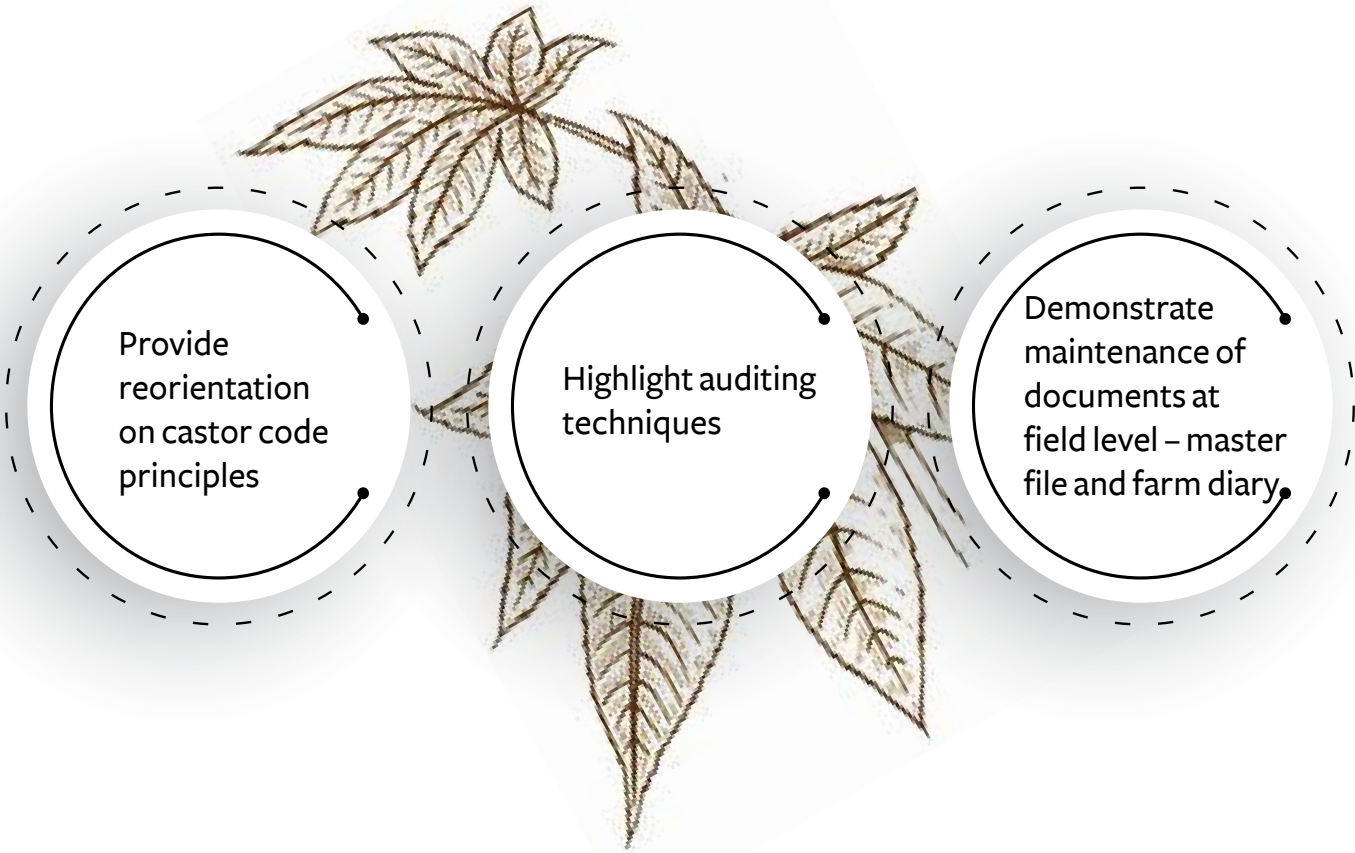 Provide
reorientation
on castor code
principles
Highlight auditing
techniques
Demonstrate
maintenance of
documents at
field level – master
file and farm diary